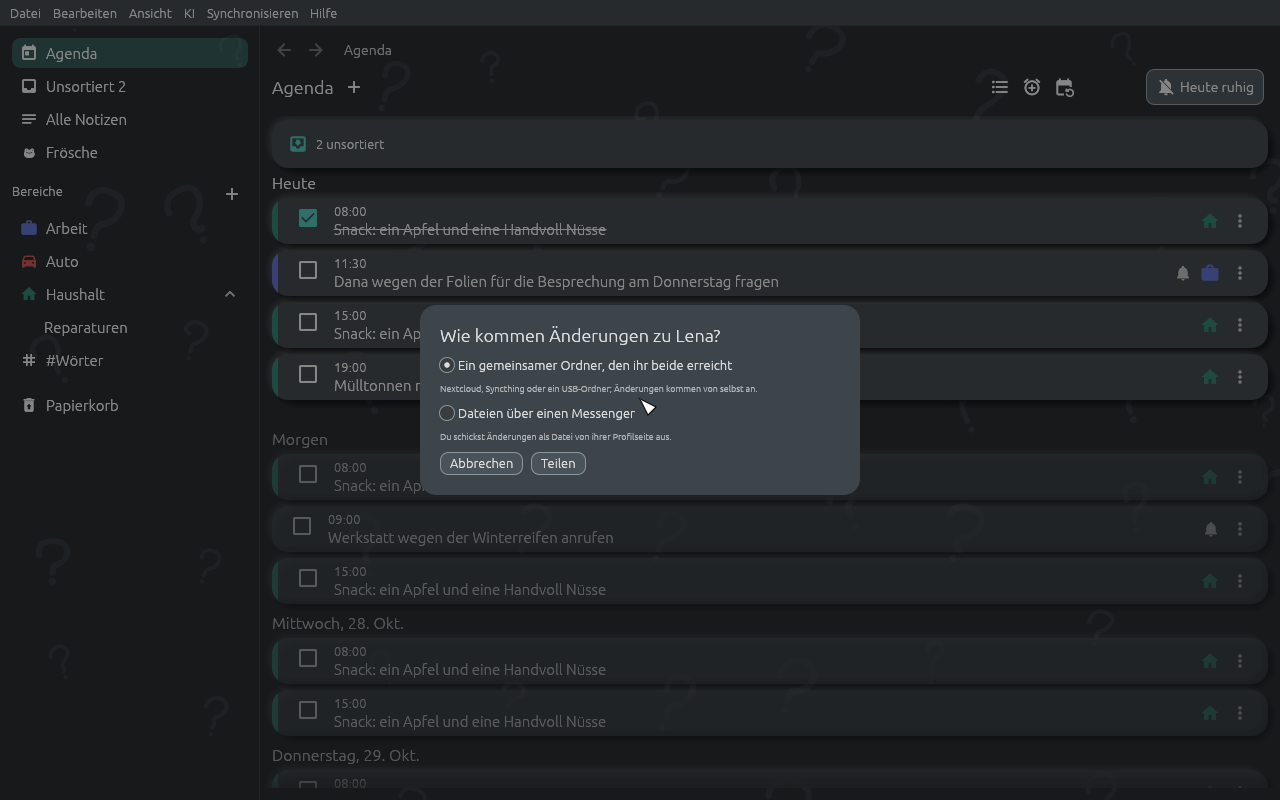 Datei Bearbeiten Ansicht KI Synchronisieren Hilfe
Agenda
Unsortiert 2
Alle Notizen
Frösche
Bereiche
Arbeit
Auto
Haushalt
Reparaturen
#Wörter
Papierkorb
Agenda
Agenda
Heute ruhig
2 unsortiert
Heute
08:00
Snack: ein Apfel und eine Handvoll Nüsse
11:30
Dana wegen der Folien für die Besprechung am Donnerstag fragen
15:00
Snack: ein Ap
19:00
Mülltonnen
Wie kommen Änderungen zu Lena?
Ein gemeinsamer Ordner, den ihr beide erreicht
Nextcloud, Syncthing oder ein USB-Ordner; Änderungen kommen von selbst an.
Dateien über einen Messenger
Du schickst Änderungen als Datei von ihrer Profilseite aus.
Abbrechen Teilen
Morgen
08:00
Snack: ein Ap
09:00
Werkstatt wegen der Winterreifen anrufen
15:00
Snack: ein Apfel und eine Handvoll Nüsse
Mittwoch, 28. Okt.
08:00
Snack: ein Apfel und eine Handvoll Nüsse
15:00
Snack: ein Apfel und eine Handvoll Nüsse
Donnerstag, 29. Okt.
08:00